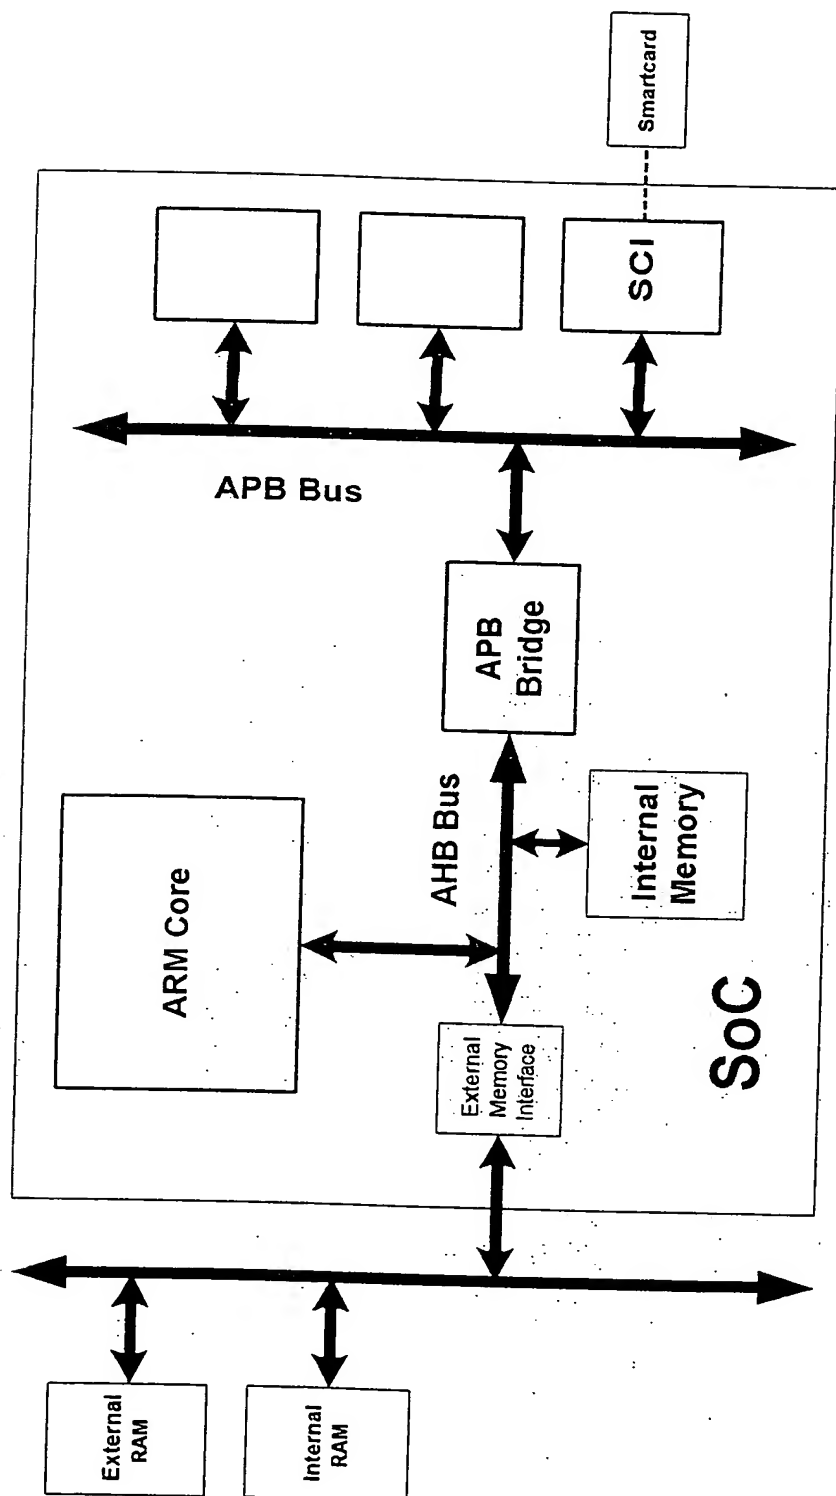 External
RAM
Internal
RAM
ARM Core
External
Memory
Interface
AHB Bus
Internal
Memory
SoC
APB
Bridge
APB Bus
SCI
Smartcard